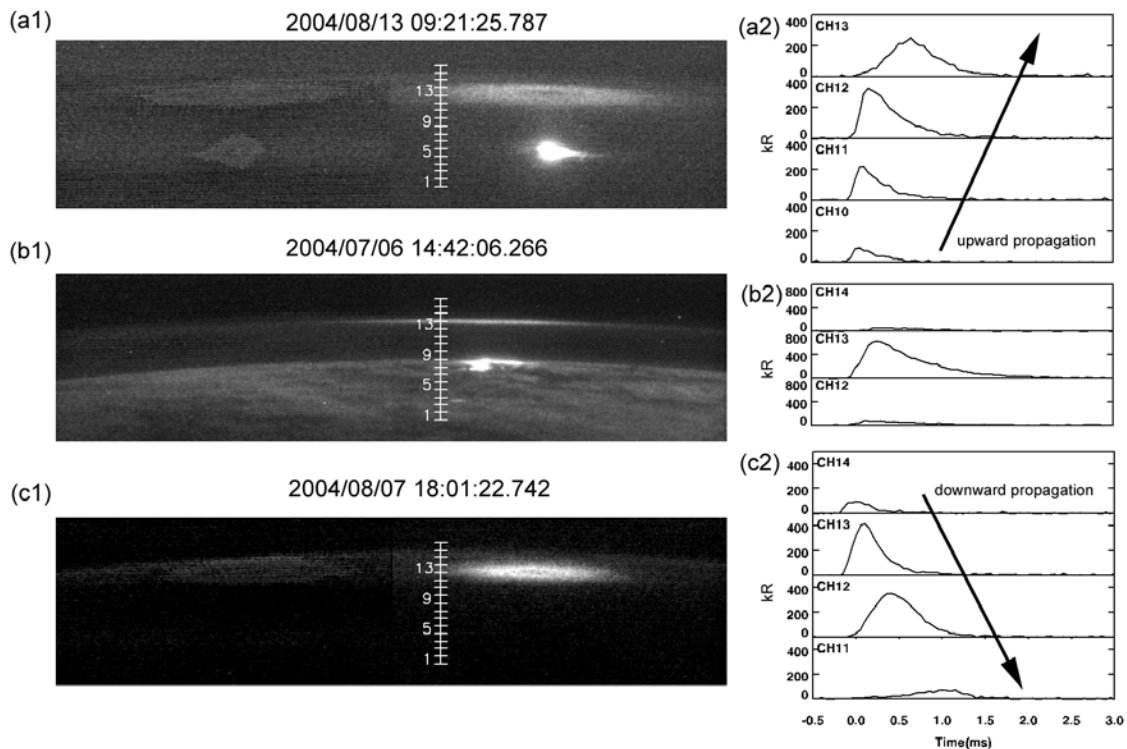 (a1)
2004/08/13 09:21:25.787
13
9
5
1
(a2)
kR
400
CH13
200
0
400
CH12
200
0
400
CH11
200
0
400
CH10
200
0
upward propagation
(b1)
2004/07/06 14:42:06.266
13
9
5
1
(b2)
kR
800
CH14
400
0
800
CH13
400
0
800
CH12
400
0
(c1)
2004/08/07 18:01:22.742
13
9
5
1
(c2)
kR
400
CH14
200
0
downward propagation
400
CH13
200
0
400
CH12
200
0
400
CH11
200
0
-0.5 0.0 0.5 1.0 1.5 2.0 2.5 3.0
Time(ms)